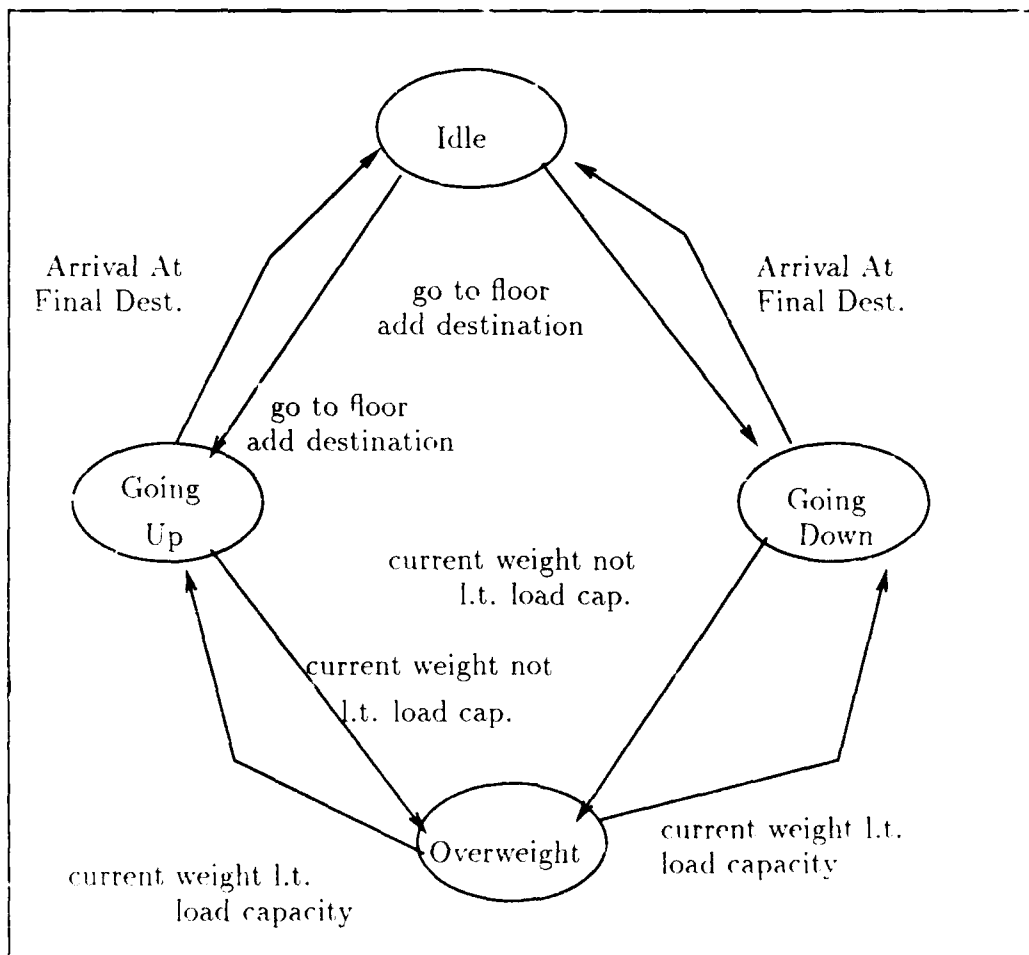 Idle
Arrival At
Final Dest.
go to floor
add destination
Arrival At
Final Dest.
go to floor
add destination
Going
Up
Going
Down
current weight not
l.t. load cap.
current weight not
l.t. load cap.
Overweight
current weight l.t.
load capacity
current weight l.t.
load capacity